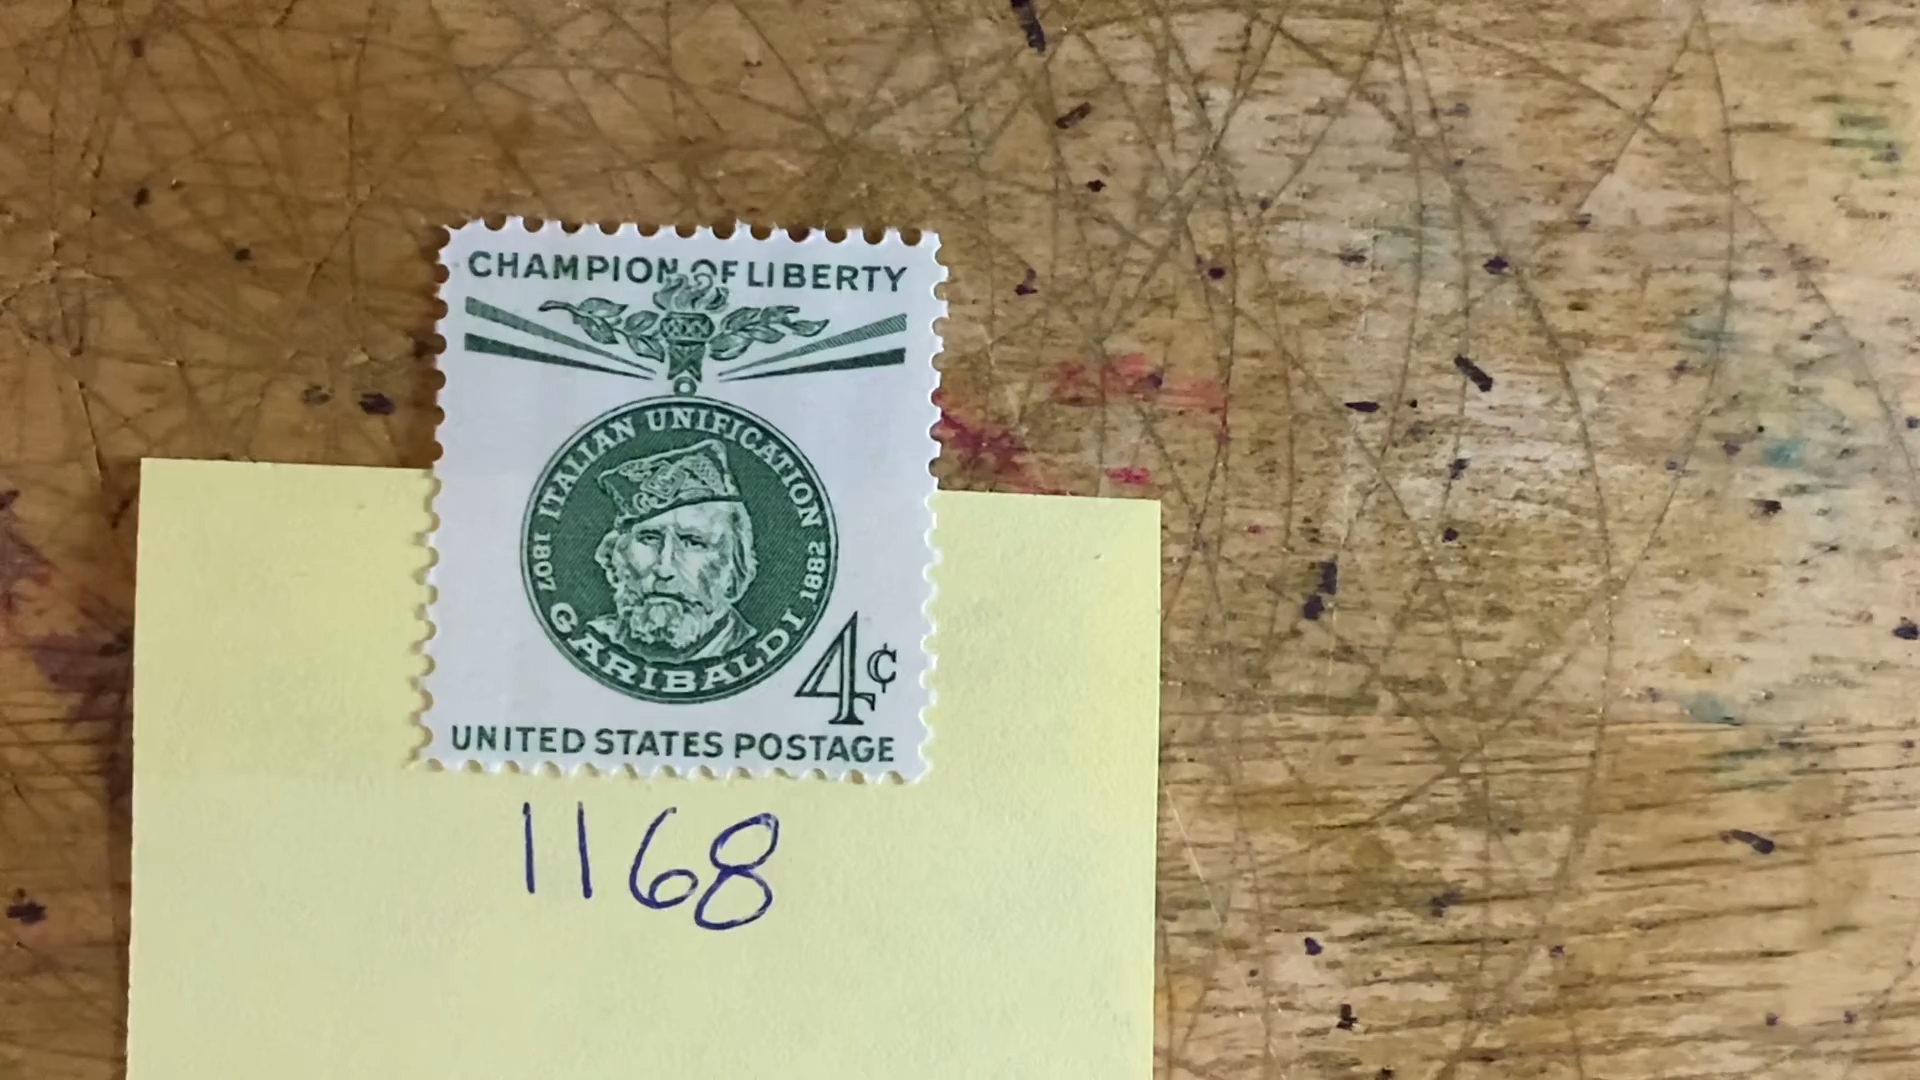 CHAMPION OF LIBERTY
ITALIAN UNIFICATION
1807 GARIBALDI 1882
4¢
UNITED STATES POSTAGE
1168